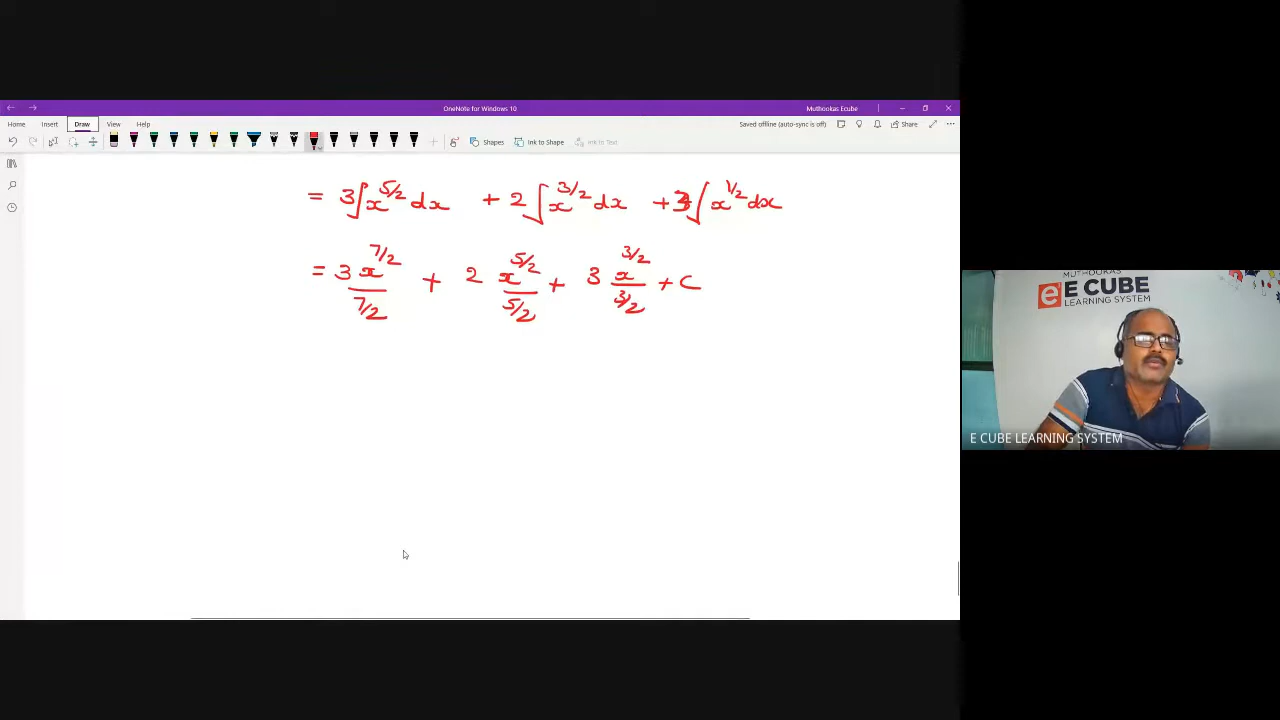 OneNote for Windows 10
Muthookas Ecube
Home Insert Draw View Help
Saved offline (auto-sync is off) Share
Shapes Ink to Shape Ink to Text
= 3∫x^{5/2} dx + 2∫x^{3/2} dx + 3∫x^{1/2} dx
= 3 x^{7/2}/(7/2) + 2 x^{5/2}/(5/2) + 3 x^{3/2}/(3/2) + C
MUTHOOKAS
e E CUBE
LEARNING SYSTEM
E CUBE LEARNING SYSTEM